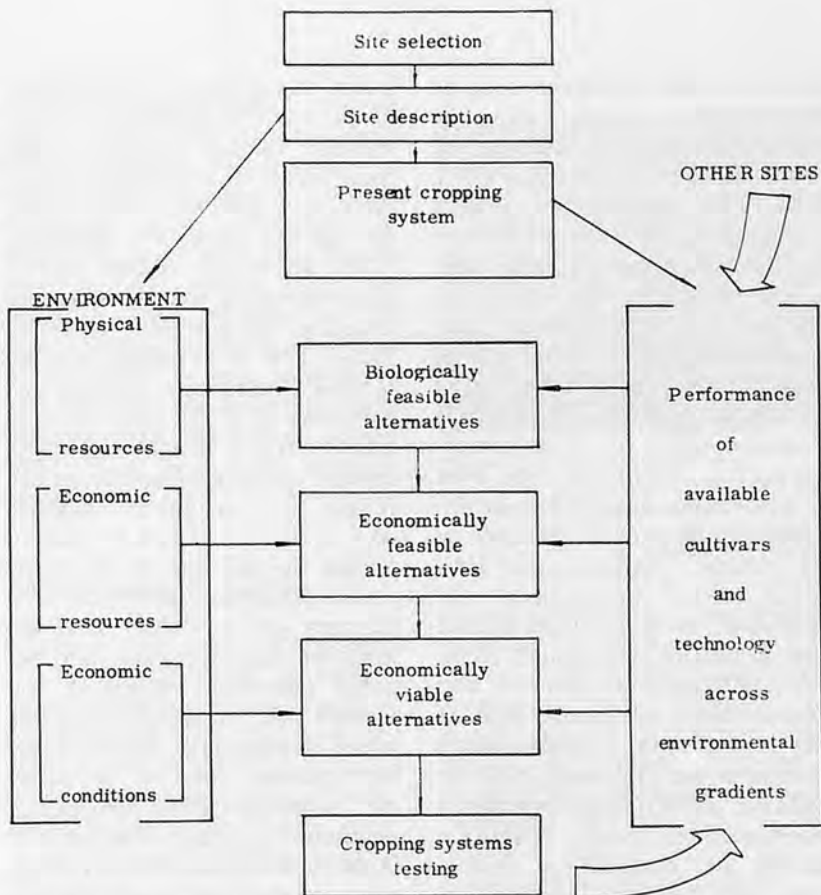 Site selection
Site description
Present cropping
system
OTHER SITES
ENVIRONMENT
Physical
resources
Economic
resources
Economic
conditions
Biologically
feasible
alternatives
Economically
feasible
alternatives
Economically
viable
alternatives
Cropping systems
testing
Performance
of
available
cultivars
and
technology
across
environmental
gradients